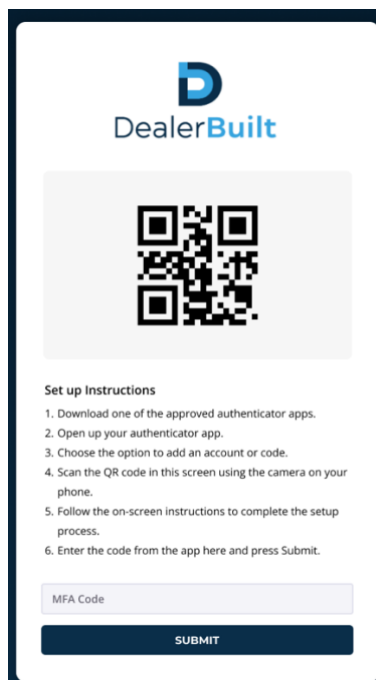 DealerBuilt
Set up Instructions
1. Download one of the approved authenticator apps.
2. Open up your authenticator app.
3. Choose the option to add an account or code.
4. Scan the QR code in this screen using the camera on your
phone.
5. Follow the on-screen instructions to complete the setup
process.
6. Enter the code from the app here and press Submit.
MFA Code
SUBMIT